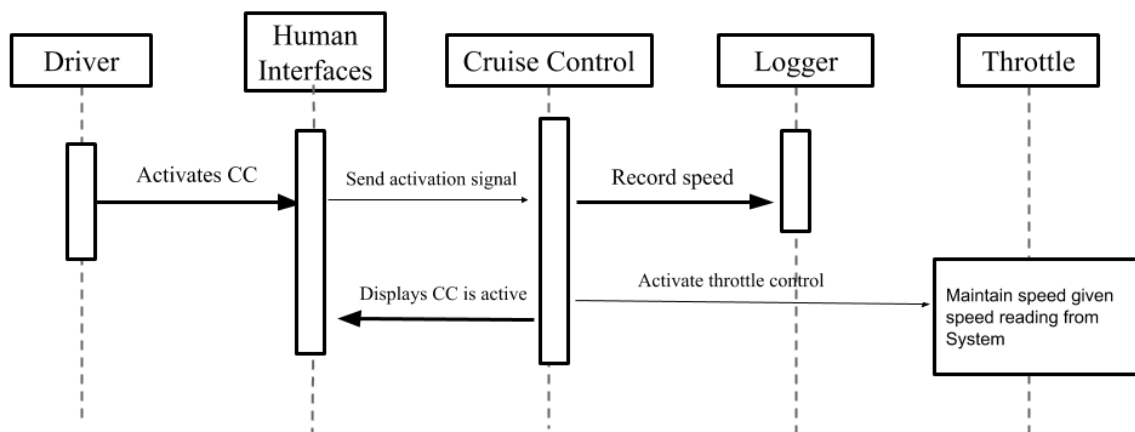 Driver
Human
Interfaces
Cruise Control
Logger
Throttle
Activates CC
Send activation signal
Record speed
Displays CC is active
Activate throttle control
Maintain speed given
speed reading from
System